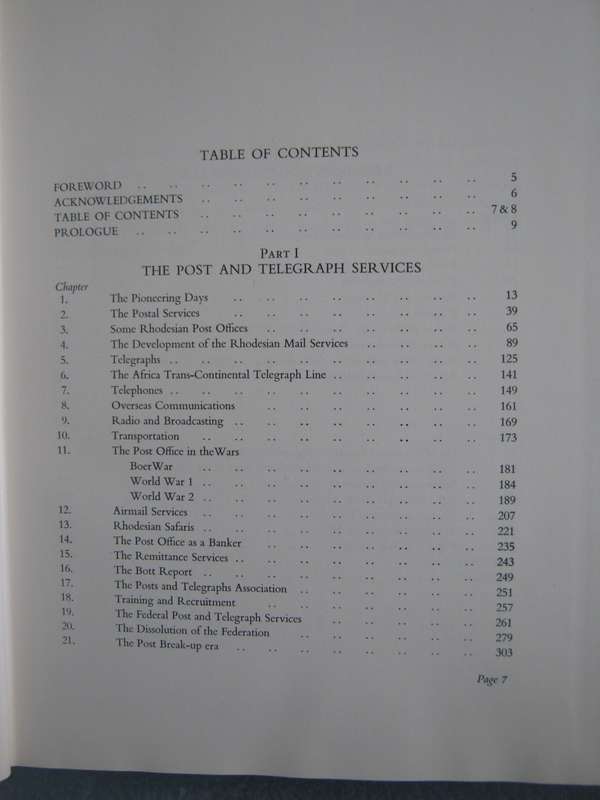 TABLE OF CONTENTS
FOREWORD .. .. .. .. .. .. .. .. .. .. .. 5
ACKNOWLEDGEMENTS .. .. .. .. .. .. .. .. .. 6
TABLE OF CONTENTS .. .. .. .. .. .. .. .. .. 7 & 8
PROLOGUE .. .. .. .. .. .. .. .. .. .. .. 9
PART I
THE POST AND TELEGRAPH SERVICES
Chapter
1. The Pioneering Days .. .. .. .. .. .. .. .. 13
2. The Postal Services .. .. .. .. .. .. .. .. 39
3. Some Rhodesian Post Offices .. .. .. .. .. .. .. 65
4. The Development of the Rhodesian Mail Services .. .. .. .. 89
5. Telegraphs .. .. .. .. .. .. .. .. .. .. 125
6. The Africa Trans-Continental Telegraph Line .. .. .. .. .. 141
7. Telephones .. .. .. .. .. .. .. .. .. .. 149
8. Overseas Communications .. .. .. .. .. .. .. 161
9. Radio and Broadcasting .. .. .. .. .. .. .. .. 169
10. Transportation .. .. .. .. .. .. .. .. .. 173
11. The Post Office in theWars
BoerWar .. .. .. .. .. .. .. .. .. 181
World War 1 .. .. .. .. .. .. .. .. .. 184
World War 2 .. .. .. .. .. .. .. .. .. 189
12. Airmail Services .. .. .. .. .. .. .. .. .. 207
13. Rhodesian Safaris .. .. .. .. .. .. .. .. .. 221
14. The Post Office as a Banker .. .. .. .. .. .. .. 235
15. The Remittance Services .. .. .. .. .. .. .. .. 243
16. The Bott Report .. .. .. .. .. .. .. .. .. 249
17. The Posts and Telegraphs Association .. .. .. .. .. .. 251
18. Training and Recruitment .. .. .. .. .. .. .. 257
19. The Federal Post and Telegraph Services .. .. .. .. .. 261
20. The Dissolution of the Federation .. .. .. .. .. .. 279
21. The Post Break-up era .. .. .. .. .. .. .. .. 303
Page 7